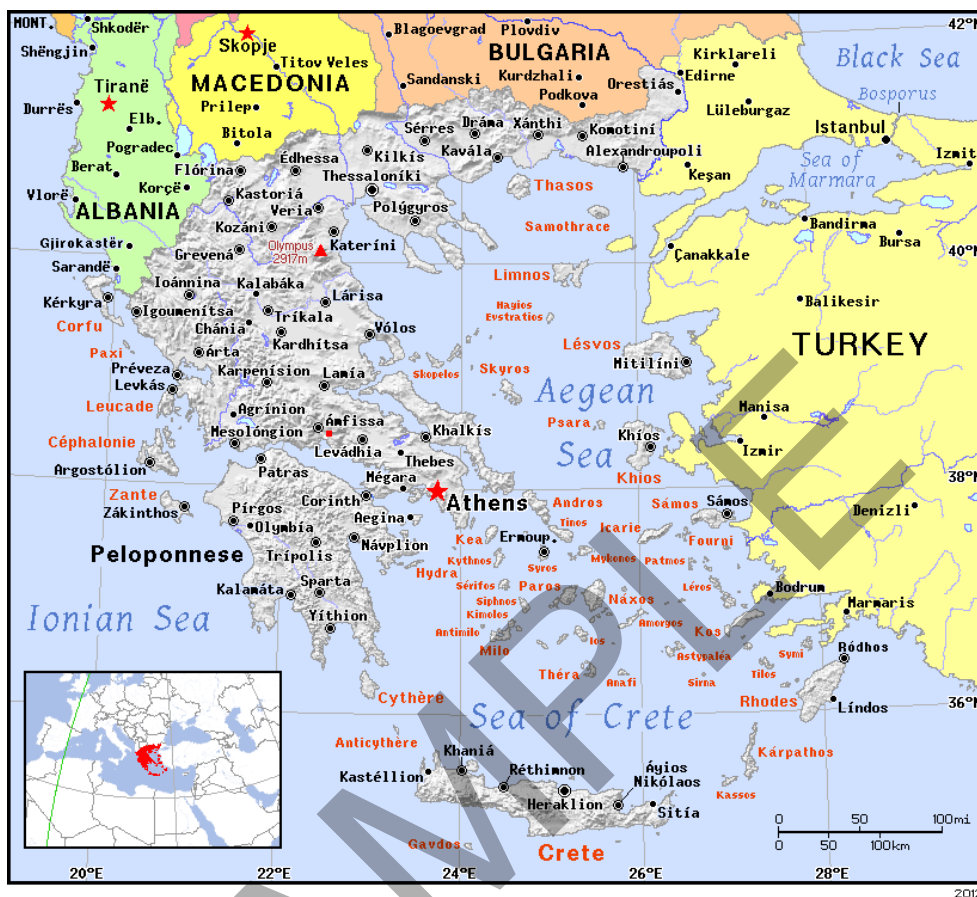 MONT.
Shkodër
Skopje
Blagoevgrad
Plovdiv
42°N
Shëngjin
Titov Veles
BULGARIA
Kirklareli
Black Sea
Tiranë
MACEDONIA
Sandanski
Kurdzhali
Orestiás
Edirne
Durrës
Prilep
Podkova
Lüleburgaz
Bosporus
Elb.
Bitola
Sérres
Dráma
Xánthi
Komotiní
Istanbul
Pogradec
Flórina
Édhessa
Kilkís
Kavála
Alexandroupoli
Izmit
Berat
Thessaloníki
Keşan
Sea of
Marmara
Korçë
Kastoriá
Thasos
Vlorë
ALBANIA
Veria
Polýgyros
Bandirma
Kozáni
Samothrace
Bursa
Gjirokastër
Grevená
Olympus
2917m
Kateríni
Çanakkale
40°N
Sarandë
Ioánnina
Kalabáka
Limnos
Kérkyra
Igoumenítsa
Lárisa
Hagios
Evstratios
Balikesir
Corfu
Chánia
Tríkala
Vólos
Paxi
Árta
Kardhítsa
Lésvos
TURKEY
Préveza
Karpenísion
Lamía
Skopelos
Skyros
Mitilíni
Levkás
Leucade
Agrínion
Ámfissa
Aegean
Sea
Psara
Manisa
Céphalonie
Mesolóngion
Khalkís
Khíos
Izmir
Argostólion
Levádhia
Thebes
Patras
Mégara
Khios
38°N
Zante
Corinth
Athens
Andros
Sámos
Sámos
Denizli
Zákinthos
Pírgos
Aegina
Tinos
Icarie
Olympía
Kea
Ermoup.
Fourni
Peloponnese
Trípolis
Návplion
Kythnos
Syros
Mykonos
Patmos
Hydra
Sérifos
Paros
Léros
Bodrum
Kalamáta
Sparta
Siphnos
Náxos
Marmaris
Ionian Sea
Yíthion
Kimolos
Amorgos
Kos
Antimilo
Milo
Ios
Ródhos
Astypaléa
Symi
Théra
Anafi
Sirna
Tilos
Cythère
Rhodes
Líndos
36°N
Sea of Crete
Anticythère
Khaniá
Kárpathos
Kastéllion
Réthimnon
Áyios
Nikólaos
Kassos
Heraklion
Sitía
0 50 100mi
Gavdos
Crete
0 50 100km
20°E
22°E
24°E
26°E
28°E